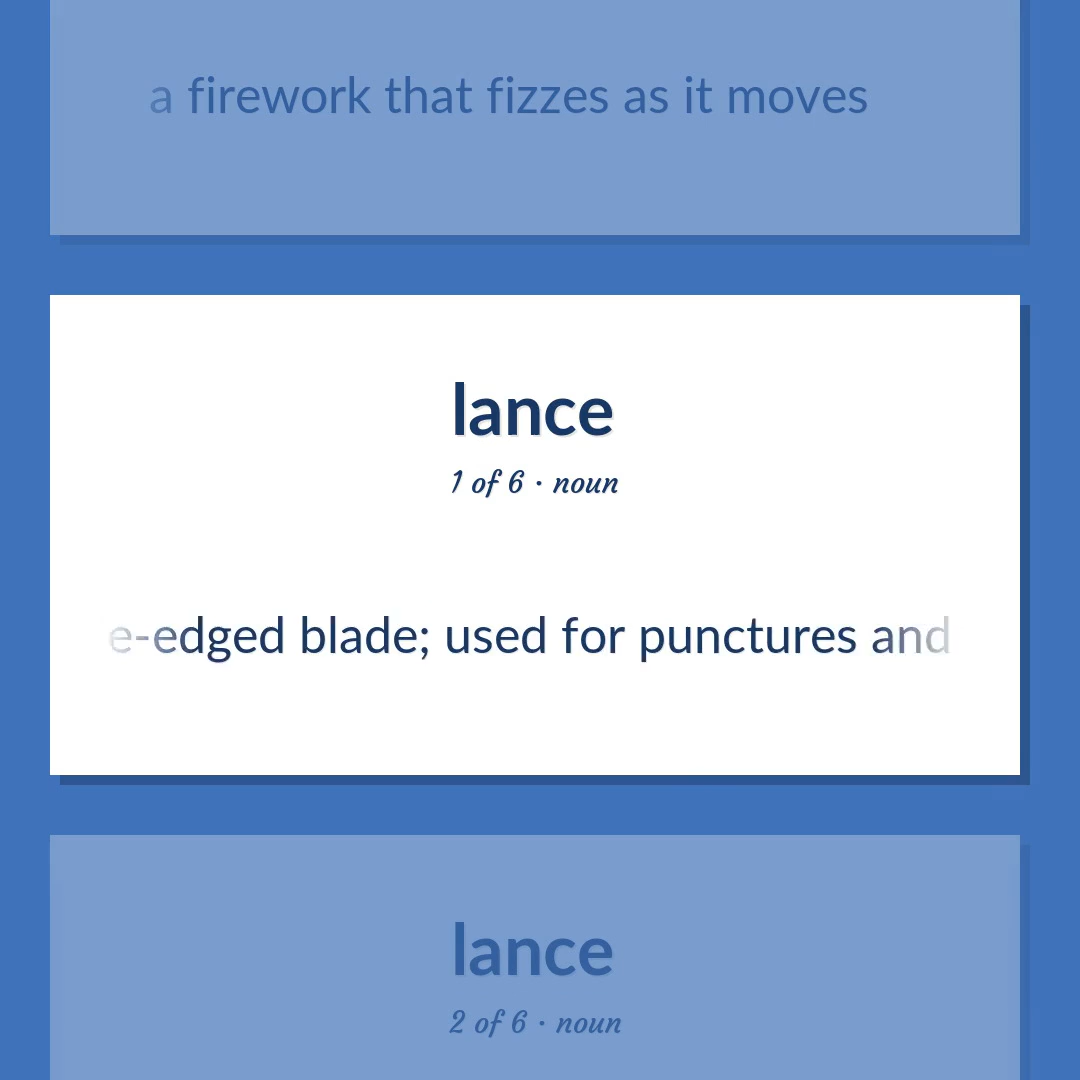 a firework that fizzes as it moves
lance
1 of 6 · noun
e-edged blade; used for punctures and
lance
2 of 6 · noun